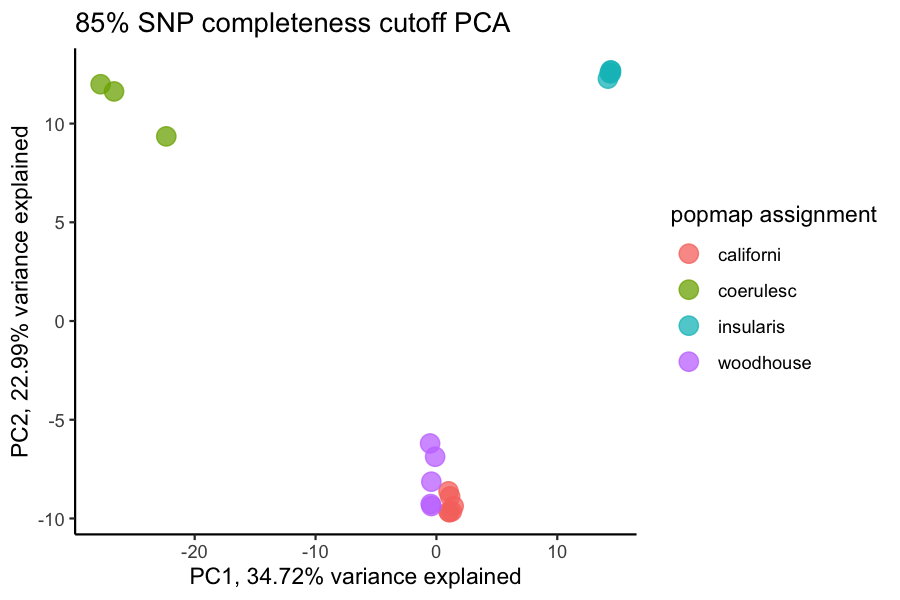 85% SNP completeness cutoff PCA
PC2, 22.99% variance explained
10
5
0
-5
-10
-20
-10
0
10
PC1, 34.72% variance explained
popmap assignment
californi
coerulesc
insularis
woodhouse